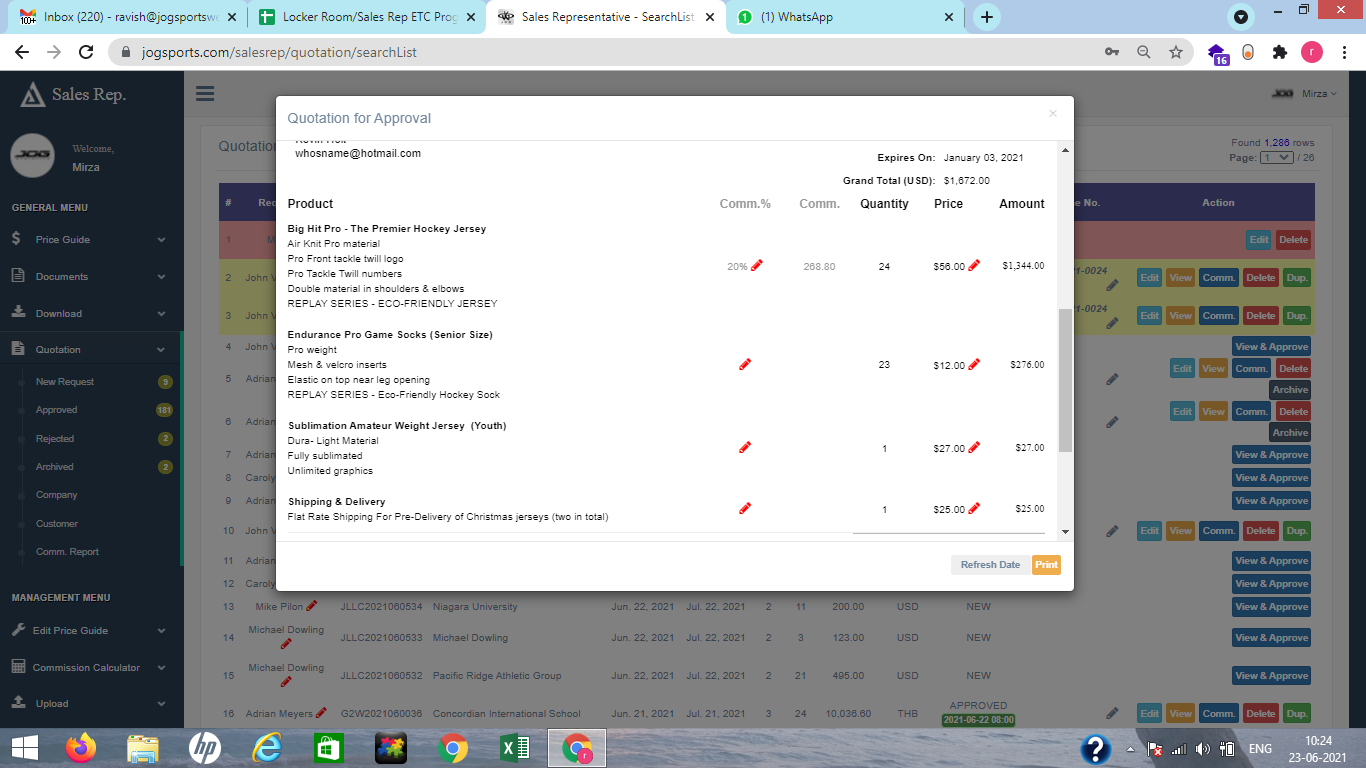 Inbox (220) - ravish@jogsportswe
Locker Room/Sales Rep ETC Prog
Sales Representative - SearchList
(1) WhatsApp
jogsports.com/salesrep/quotation/searchList
16
r
Sales Rep.
Mirza
JOG
Welcome,
Mirza
GENERAL MENU
Price Guide
Documents
Download
Quotation
New Request 9
Approved 181
Rejected 2
Archived 2
Company
Customer
Comm. Report
MANAGEMENT MENU
Edit Price Guide
Commission Calculator
Upload
Quotation for Approval
×
whosname@hotmail.com
Expires On: January 03, 2021
Grand Total (USD): $1,672.00
Product Comm.% Comm. Quantity Price Amount
Big Hit Pro - The Premier Hockey Jersey
Air Knit Pro material
Pro Front tackle twill logo
Pro Tackle Twill numbers
Double material in shoulders & elbows
REPLAY SERIES - ECO-FRIENDLY JERSEY
20% 268.80 24 $56.00 $1,344.00
Endurance Pro Game Socks (Senior Size)
Pro weight
Mesh & velcro inserts
Elastic on top near leg opening
REPLAY SERIES - Eco-Friendly Hockey Sock
23 $12.00 $276.00
Sublimation Amateur Weight Jersey (Youth)
Dura- Light Material
Fully sublimated
Unlimited graphics
1 $27.00 $27.00
Shipping & Delivery
Flat Rate Shipping For Pre-Delivery of Christmas jerseys (two in total)
1 $25.00 $25.00
Refresh Date Print
Quotation
Found 1,286 rows
Page: 1 / 26
# Rec e No. Action
1 M Edit Delete
2 John V 21-0024 Edit View Comm. Delete Dup.
3 John V 21-0024 Edit View Comm. Delete Dup.
4 John V View & Approve
5 Adrian Edit View Comm. Delete
Archive
6 Adrian Edit View Comm. Delete
Archive
7 Adrian View & Approve
8 Caroly View & Approve
9 Adrian View & Approve
10 John V Edit View Comm. Delete Dup.
11 Adrian View & Approve
12 Caroly View & Approve
13 Mike Pilon JLLC2021060534 Niagara University Jun. 22, 2021 Jul. 22, 2021 2 11 200.00 USD NEW View & Approve
14 Michael Dowling JLLC2021060533 Michael Dowling Jun. 22, 2021 Jul. 22, 2021 2 3 123.00 USD NEW View & Approve
15 Michael Dowling JLLC2021060532 Pacific Ridge Athletic Group Jun. 22, 2021 Jul. 22, 2021 2 21 495.00 USD NEW View & Approve
16 Adrian Meyers G2W2021060036 Concordian International School Jun. 21, 2021 Jul. 21, 2021 3 24 10,036.60 THB APPROVED Edit View Comm. Delete Dup.
2021-06-22 08:00
ENG
10:24
23-06-2021